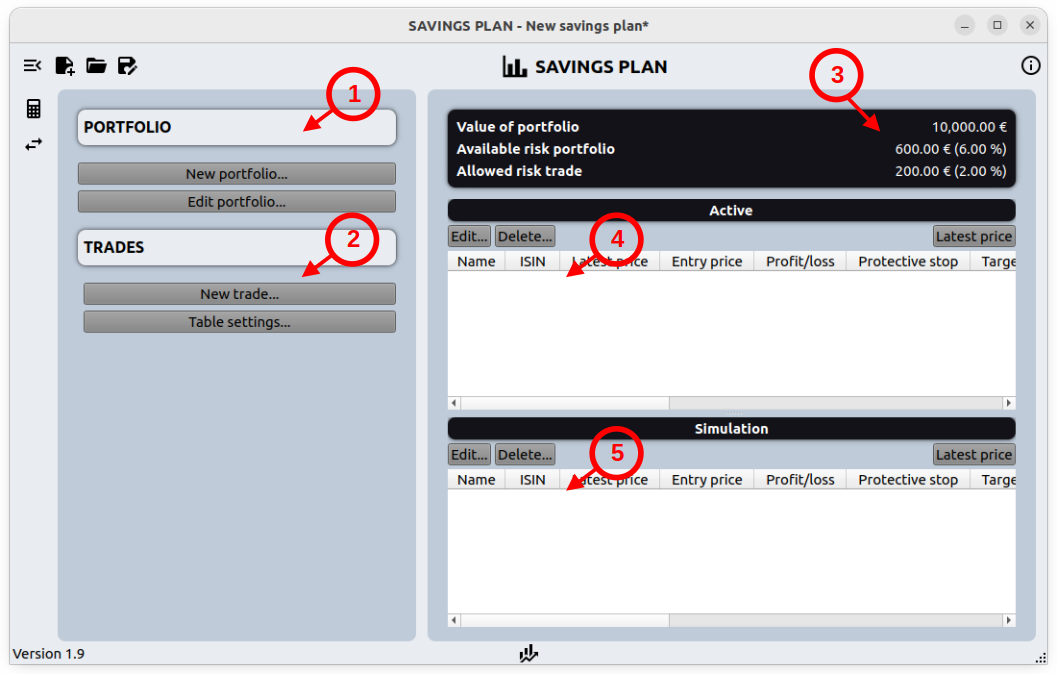 SAVINGS PLAN - New savings plan*
SAVINGS PLAN
1
PORTFOLIO
New portfolio...
Edit portfolio...
2
TRADES
New trade...
Table settings...
3
Value of portfolio 10,000.00 €
Available risk portfolio 600.00 € (6.00 %)
Allowed risk trade 200.00 € (2.00 %)
Active
Edit... Delete... 4 Latest price
Name ISIN Latest price Entry price Profit/loss Protective stop Targe
Simulation
Edit... Delete... 5 Latest price
Name ISIN Latest price Entry price Profit/loss Protective stop Targe
Version 1.9